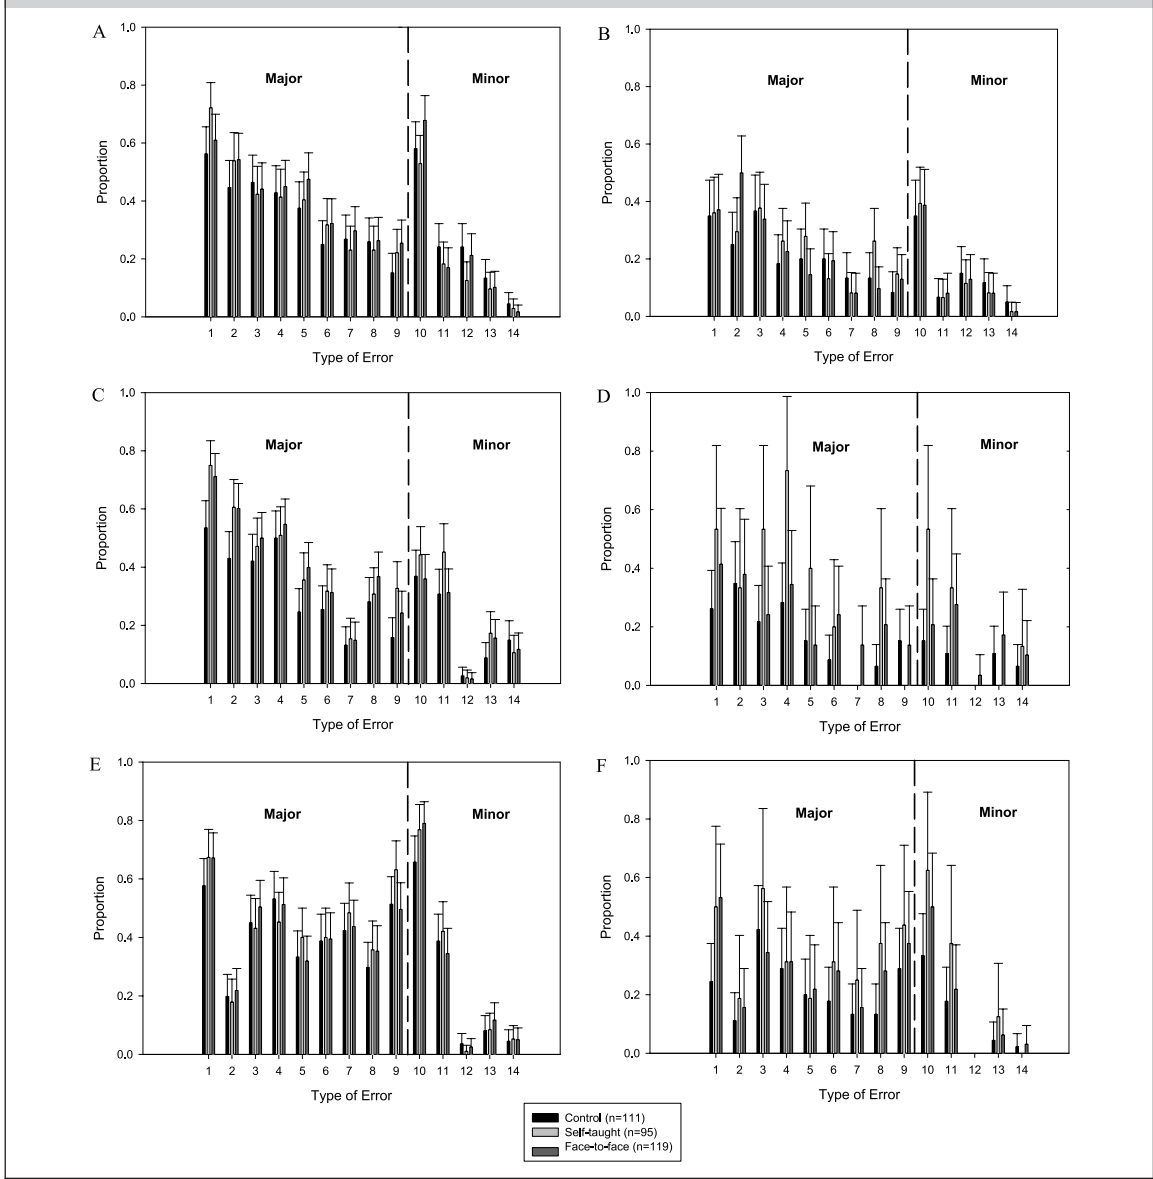 A
1.0
0.8
0.6
0.4
0.2
0.0
Proportion
Major
Minor
1 2 3 4 5 6 7 8 9 10 11 12 13 14
Type of Error
B
1.0
0.8
0.6
0.4
0.2
0.0
Proportion
Major
Minor
1 2 3 4 5 6 7 8 9 10 11 12 13 14
Type of Error
C
1.0
0.8
0.6
0.4
0.2
0.0
Proportion
Major
Minor
1 2 3 4 5 6 7 8 9 10 11 12 13 14
Type of Error
D
1.0
0.8
0.6
0.4
0.2
0.0
Proportion
Major
Minor
1 2 3 4 5 6 7 8 9 10 11 12 13 14
Type of Error
E
1.0
0.8
0.6
0.4
0.2
0.0
Proportion
Major
Minor
1 2 3 4 5 6 7 8 9 10 11 12 13 14
Type of Error
F
1.0
0.8
0.6
0.4
0.2
0.0
Proportion
Major
Minor
1 2 3 4 5 6 7 8 9 10 11 12 13 14
Type of Error
Control (n=111)
Self-taught (n=95)
Face-to-face (n=119)